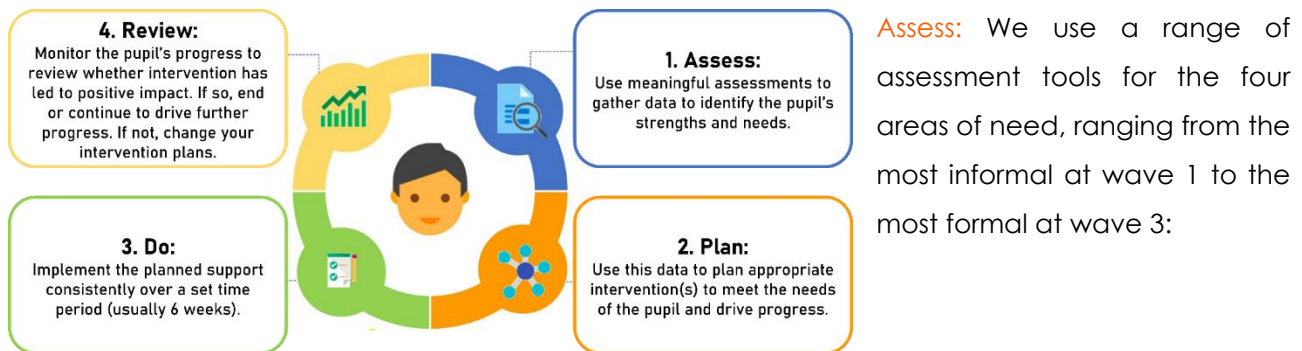 4. Review:
Monitor the pupil's progress to
review whether intervention has
led to positive impact. If so, end
or continue to drive further
progress. If not, change your
intervention plans.
1. Assess:
Use meaningful assessments to
gather data to identify the pupil's
strengths and needs.
3. Do:
Implement the planned support
consistently over a set time
period (usually 6 weeks).
2. Plan:
Use this data to plan appropriate
intervention(s) to meet the needs
of the pupil and drive progress.
Assess: We use a range of
assessment tools for the four
areas of need, ranging from the
most informal at wave 1 to the
most formal at wave 3: